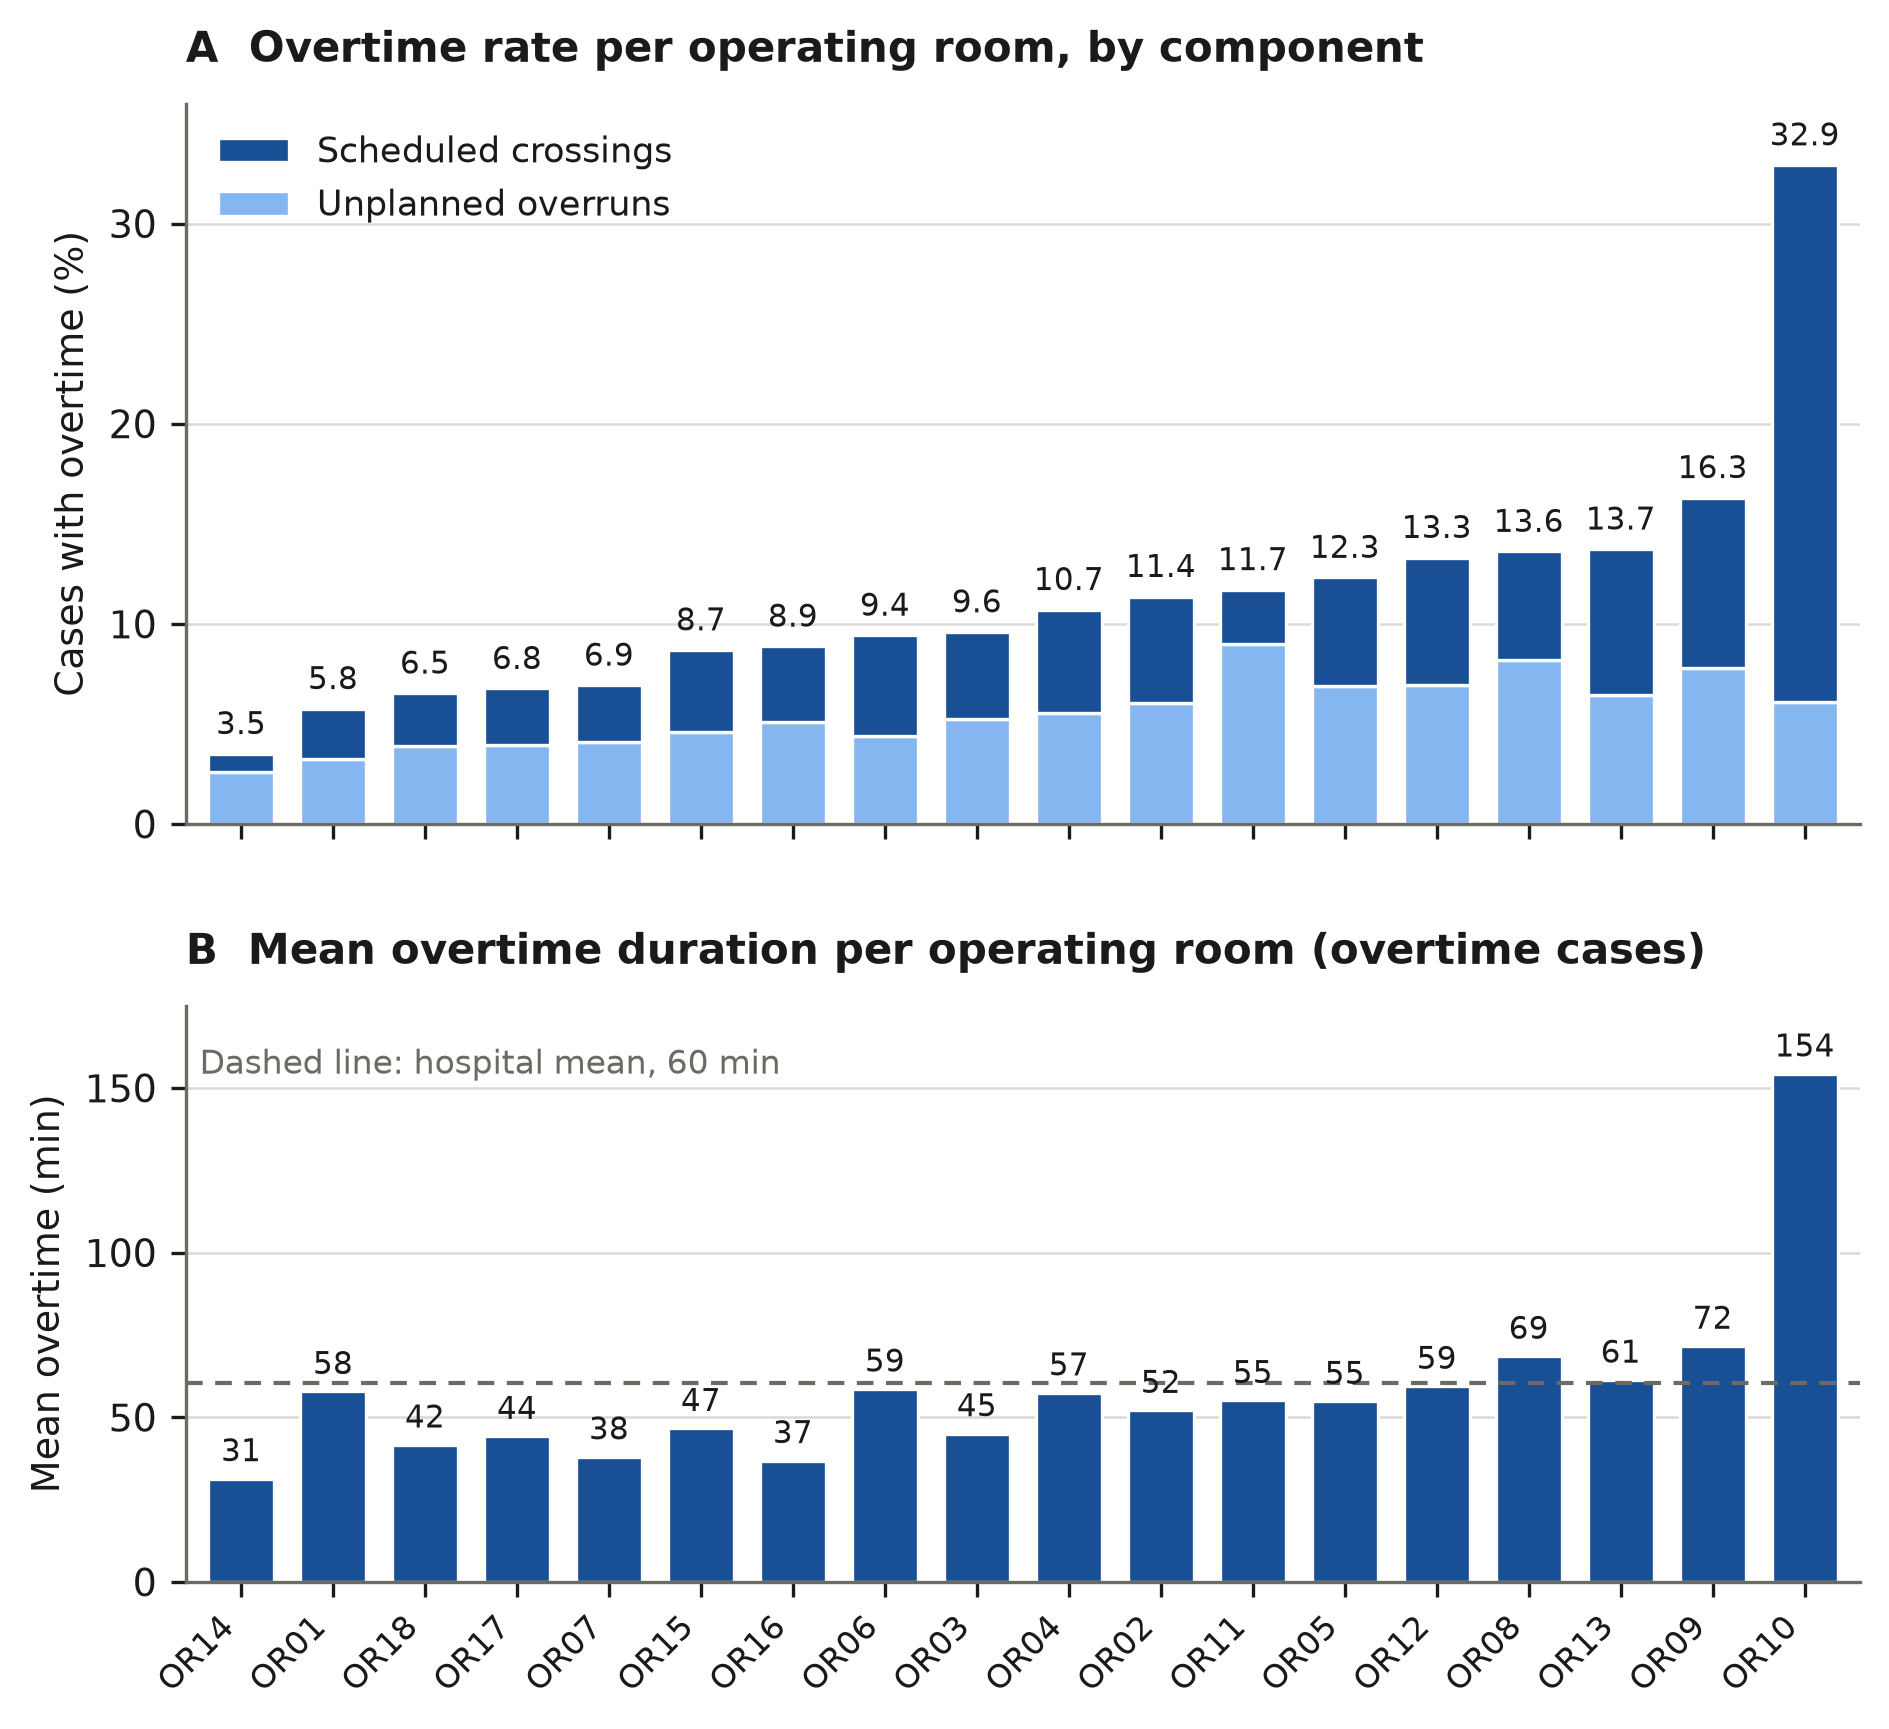 A Overtime rate per operating room, by component
Scheduled crossings
Unplanned overruns
Cases with overtime (%)
30
20
10
0
3.5
5.8
6.5
6.8
6.9
8.7
8.9
9.4
9.6
10.7
11.4
11.7
12.3
13.3
13.6
13.7
16.3
32.9
B Mean overtime duration per operating room (overtime cases)
Dashed line: hospital mean, 60 min
Mean overtime (min)
150
100
50
0
31
58
42
44
38
47
37
59
45
57
52
55
55
59
69
61
72
154
OR14
OR01
OR18
OR17
OR07
OR15
OR16
OR06
OR03
OR04
OR02
OR11
OR05
OR12
OR08
OR13
OR09
OR10